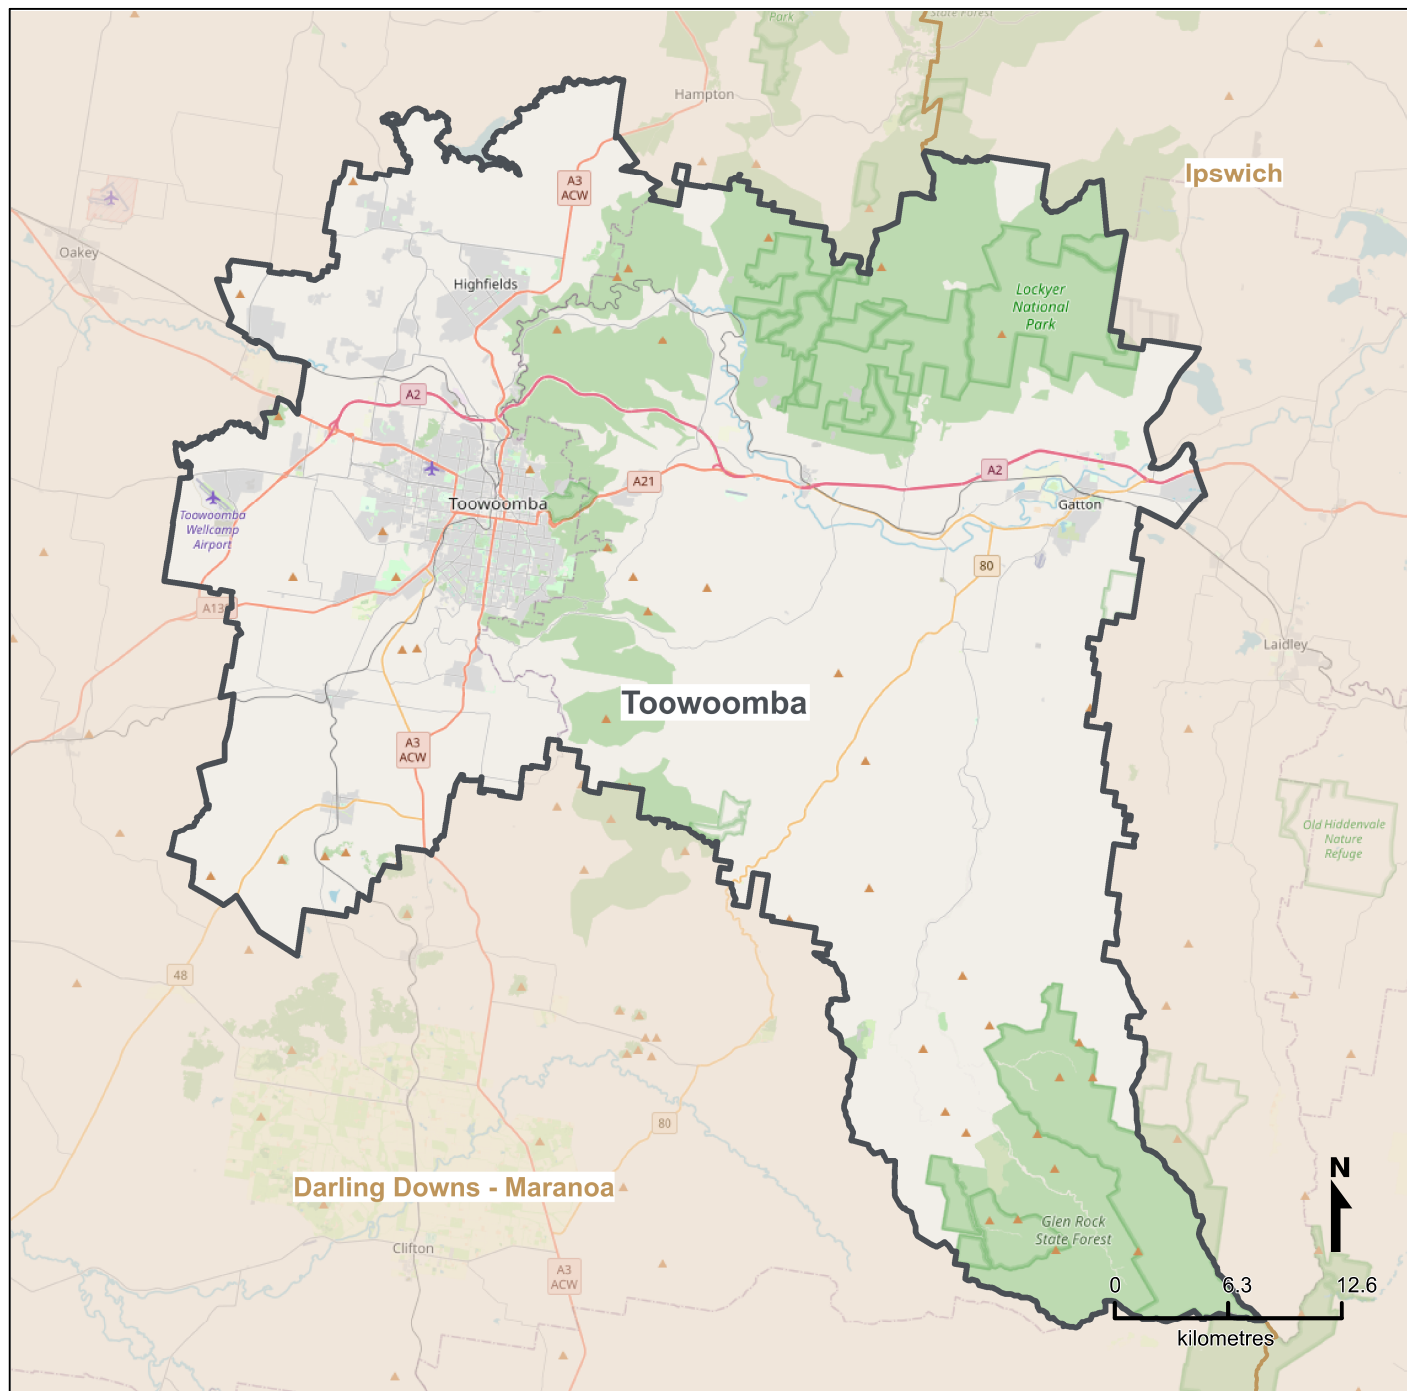 State Forest
Park
Hampton
A3
ACW
Ipswich
Oakey
Highfields
Lockyer
National
Park
A2
A21
A2
Toowoomba
Gatton
Toowoomba
Wellcamp
Airport
80
A13
Laidley
Toowoomba
A3
ACW
Old Hiddenvale
Nature
Refuge
48
80
N
Darling Downs - Maranoa
Glen Rock
State Forest
Clifton
A3
ACW
0
6.3
12.6
kilometres